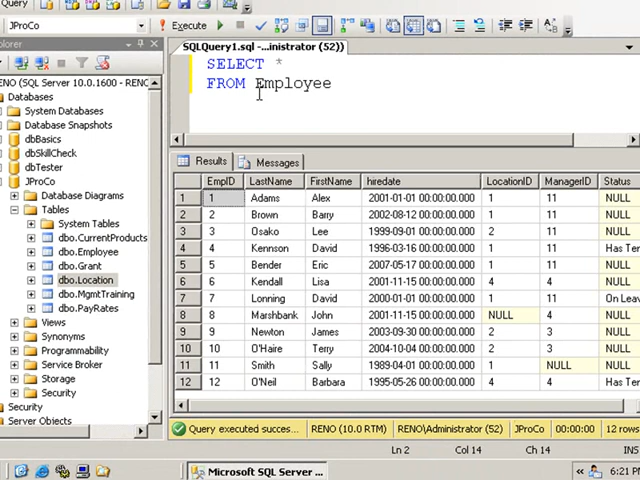 Query
JProCo
Execute
plorer
SQLQuery1.sql -...inistrator (52))
SELECT *
FROM Employee
RENO (SQL Server 10.0.1600 - RENO
Databases
System Databases
Database Snapshots
dbBasics
dbSkillCheck
dbTester
JProCo
Database Diagrams
Tables
System Tables
dbo.CurrentProducts
dbo.Employee
dbo.Grant
dbo.Location
dbo.MgmtTraining
dbo.PayRates
Views
Synonyms
Programmability
Service Broker
Storage
Security
Security
Server Objects
Results Messages
EmpID LastName FirstName hiredate LocationID ManagerID Status
1 1 Adams Alex 2001-01-01 00:00:00.000 1 11 NULL
2 2 Brown Barry 2002-08-12 00:00:00.000 1 11 NULL
3 3 Osako Lee 1999-09-01 00:00:00.000 2 11 NULL
4 4 Kennson David 1996-03-16 00:00:00.000 1 11 Has Ter
5 5 Bender Eric 2007-05-17 00:00:00.000 1 11 NULL
6 6 Kendall Lisa 2001-11-15 00:00:00.000 4 4 NULL
7 7 Lonning David 2000-01-01 00:00:00.000 1 11 On Leav
8 8 Marshbank John 2001-11-15 00:00:00.000 NULL 4 NULL
9 9 Newton James 2003-09-30 00:00:00.000 2 3 NULL
10 10 O'Haire Terry 2004-10-04 00:00:00.000 2 3 NULL
11 11 Smith Sally 1989-04-01 00:00:00.000 1 NULL NULL
12 12 O'Neil Barbara 1995-05-26 00:00:00.000 4 4 Has Ter
Query executed succes... RENO (10.0 RTM) RENO\Administrator (52) JProCo 00:00:00 12 rows
Ln 2 Col 14 Ch 14 INS
Microsoft SQL Server ... 6:21 PM